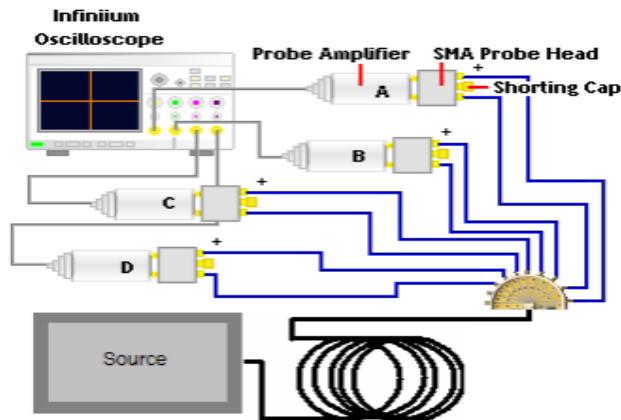 Infiniium
Oscilloscope
Probe Amplifier
SMA Probe Head
+
Shorting Cap
A
+
B
+
C
+
D
Source